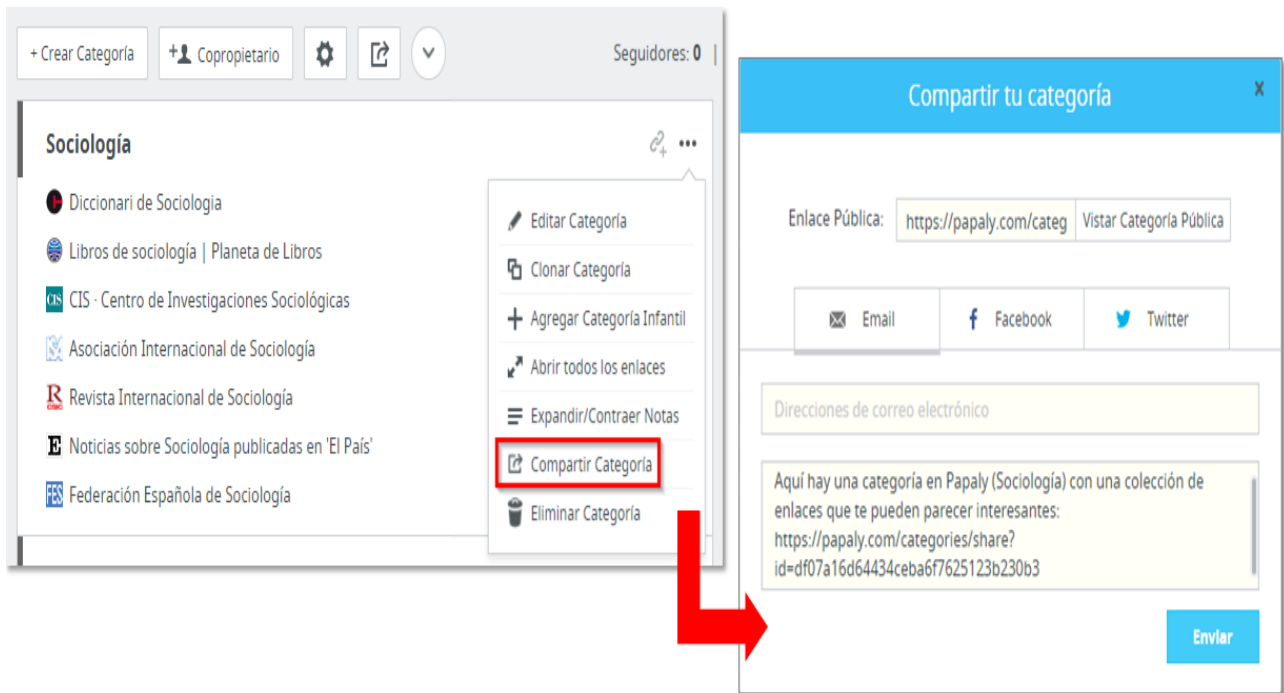 + Crear Categoría
Copropietario
Seguidores: 0 |
Sociología
Diccionari de Sociologia
Libros de sociología | Planeta de Libros
CIS CIS · Centro de Investigaciones Sociológicas
Asociación Internacional de Sociología
R Revista Internacional de Sociología
E Noticias sobre Sociología publicadas en 'El País'
FES Federación Española de Sociología
Editar Categoría
Clonar Categoría
Agregar Categoría Infantil
Abrir todos los enlaces
Expandir/Contraer Notas
Compartir Categoría
Eliminar Categoría
Compartir tu categoría x
Enlace Pública: https://papaly.com/categ Vistar Categoría Pública
Email Facebook Twitter
Direcciones de correo electrónico
Aquí hay una categoría en Papaly (Sociología) con una colección de
enlaces que te pueden parecer interesantes:
https://papaly.com/categories/share?
id=df07a16d64434ceba6f7625123b230b3
Enviar